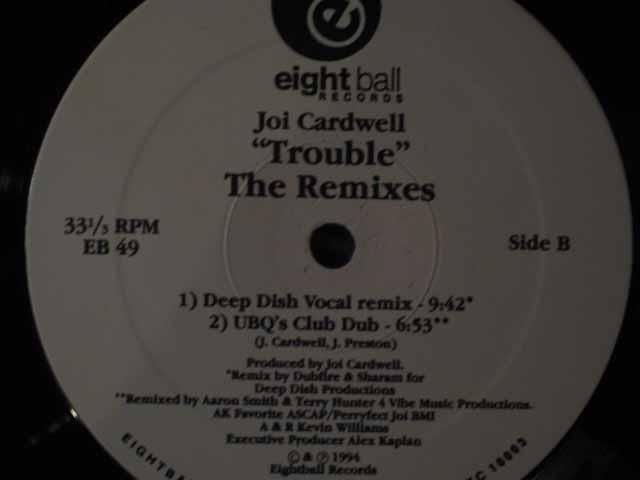 e
eight ball
RECORDS
Joi Cardwell
"Trouble"
The Remixes
33⅓ RPM
EB 49
Side B
1) Deep Dish Vocal remix - 9:42*
2) UBQ's Club Dub - 6:53**
(J. Cardwell, J. Preston)
Produced by Joi Cardwell.
*Remix by Dubfire & Sharam for
Deep Dish Productions
**Remixed by Aaron Smith & Terry Hunter 4 Vibe Music Productions.
AK Favorite ASCAP/Perryfect Joi BMI
A & R Kevin Williams
Executive Producer Alex Kaplan
© & ℗ 1994
Eightball Records
10003